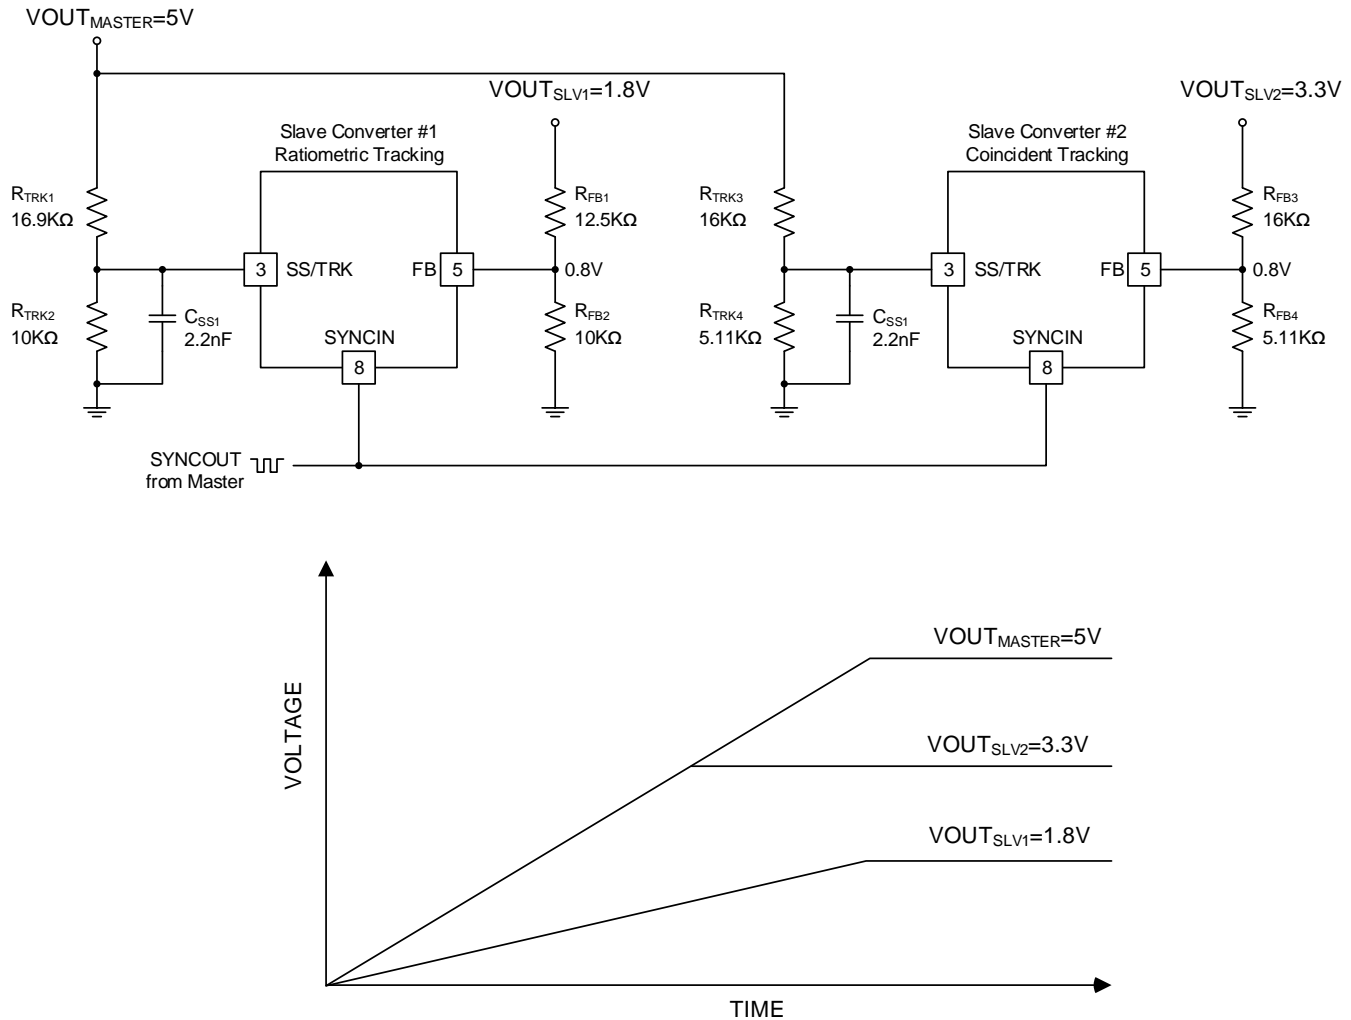 VOUTMASTER=5V
VOUTSLV1=1.8V
VOUTSLV2=3.3V
Slave Converter #1
Ratiometric Tracking
Slave Converter #2
Coincident Tracking
RTRK1
16.9KΩ
RFB1
12.5KΩ
RTRK3
16KΩ
RFB3
16KΩ
3
SS/TRK
FB
5
0.8V
3
SS/TRK
FB
5
0.8V
RTRK2
10KΩ
CSS1
2.2nF
SYNCIN
8
RFB2
10KΩ
RTRK4
5.11KΩ
CSS1
2.2nF
SYNCIN
8
RFB4
5.11KΩ
SYNCOUT
from Master
VOLTAGE
VOUTMASTER=5V
VOUTSLV2=3.3V
VOUTSLV1=1.8V
TIME